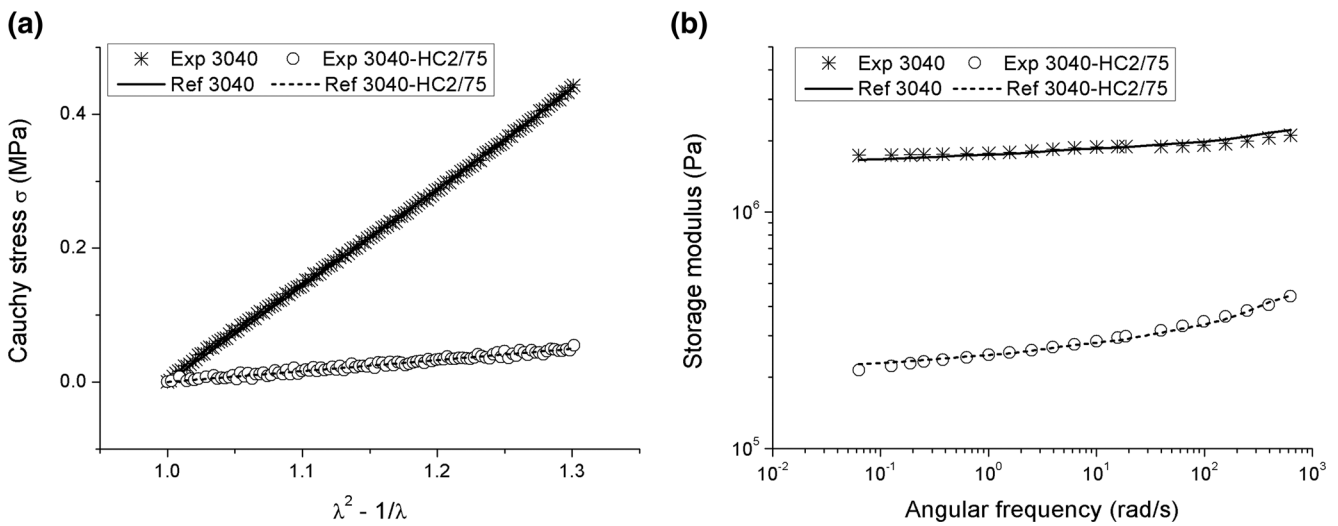 (a)
Exp 3040
Exp 3040-HC2/75
Ref 3040
Ref 3040-HC2/75
Cauchy stress σ (MPa)
0.4
0.2
0.0
1.0
1.1
1.2
1.3
λ² - 1/λ
(b)
Exp 3040
Exp 3040-HC2/75
Ref 3040
Ref 3040-HC2/75
Storage modulus (Pa)
10⁶
10⁵
10⁻²
10⁻¹
10⁰
10¹
10²
10³
Angular frequency (rad/s)